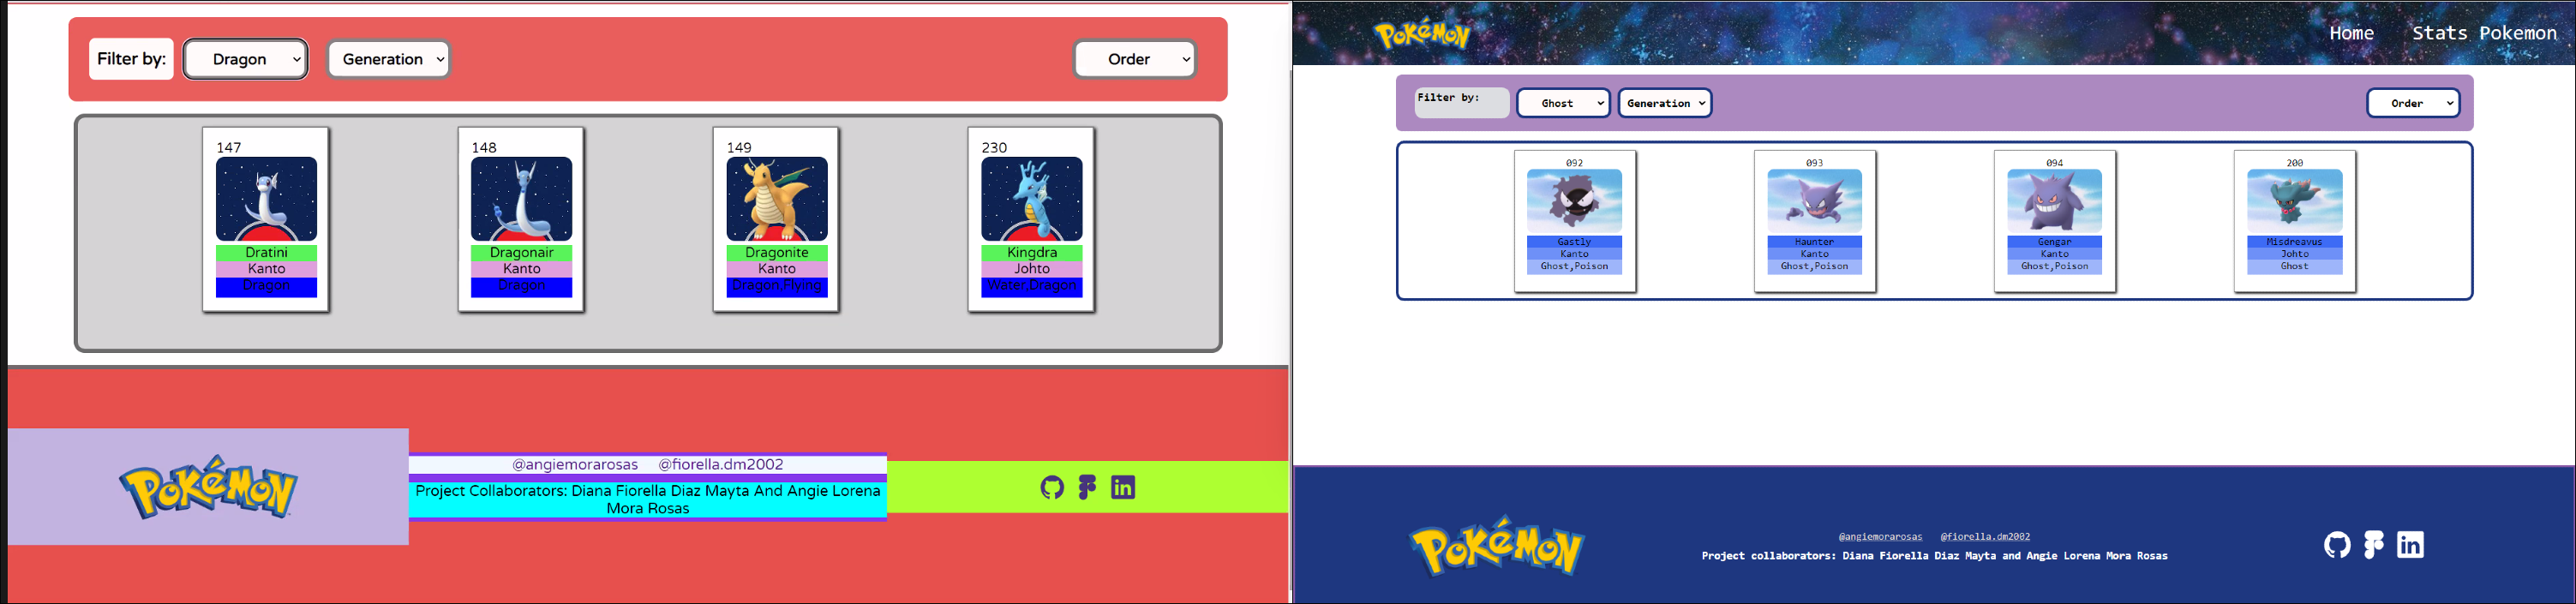 Filter by: Dragon Generation Order
147 148 149 230
Dratini Dragonair Dragonite Kingdra
Kanto Kanto Kanto Johto
Dragon Dragon Dragon,Flying Water,Dragon
POKéMON
@angiemorarosas @fiorella.dm2002
Project Collaborators: Diana Fiorella Diaz Mayta And Angie Lorena
Mora Rosas
in
POKéMON Home Stats Pokemon
Filter by: Ghost Generation Order
092 093 094 200
Gastly Haunter Gengar Misdreavus
Kanto Kanto Kanto Johto
Ghost,Poison Ghost,Poison Ghost,Poison Ghost
POKéMON
@angiemorarosas @fiorella.dm2002
Project collaborators: Diana Fiorella Diaz Mayta and Angie Lorena Mora Rosas
in